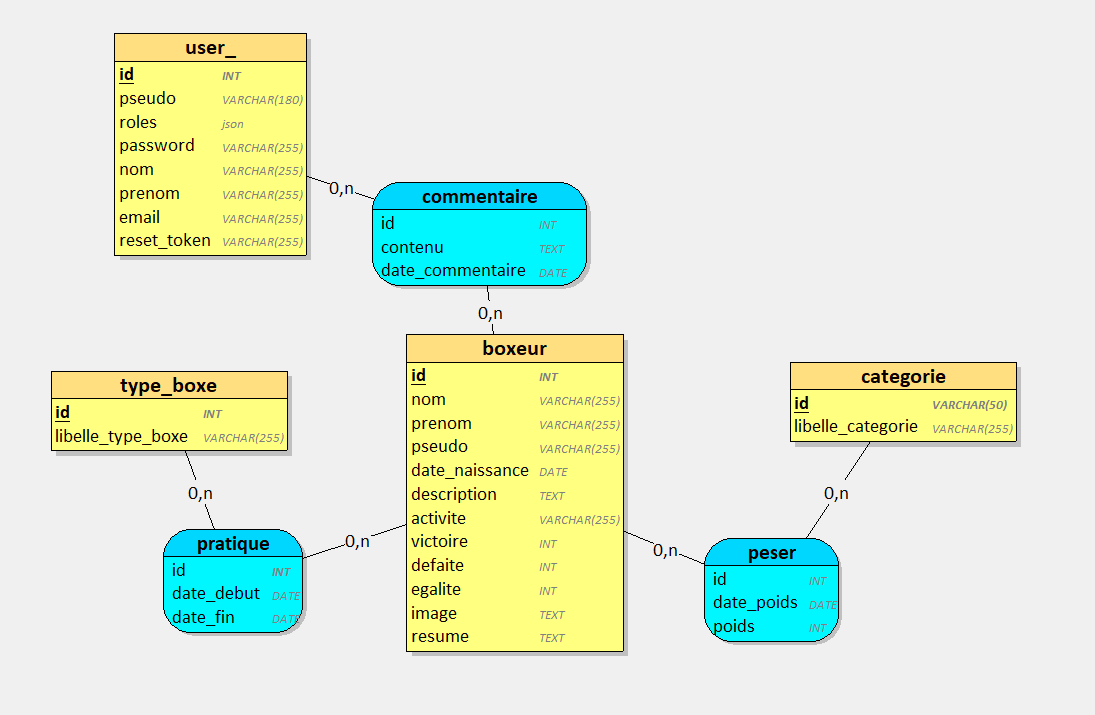 user_
id INT
pseudo VARCHAR(180)
roles json
password VARCHAR(255)
nom VARCHAR(255)
prenom VARCHAR(255)
email VARCHAR(255)
reset_token VARCHAR(255)
0,n
commentaire
id INT
contenu TEXT
date_commentaire DATE
0,n
type_boxe
id INT
libelle_type_boxe VARCHAR(255)
0,n
pratique
id INT
date_debut DATE
date_fin DATE
0,n
boxeur
id INT
nom VARCHAR(255)
prenom VARCHAR(255)
pseudo VARCHAR(255)
date_naissance DATE
description TEXT
activite VARCHAR(255)
victoire INT
defaite INT
egalite INT
image TEXT
resume TEXT
0,n
categorie
id VARCHAR(50)
libelle_categorie VARCHAR(255)
0,n
peser
id INT
date_poids DATE
poids INT